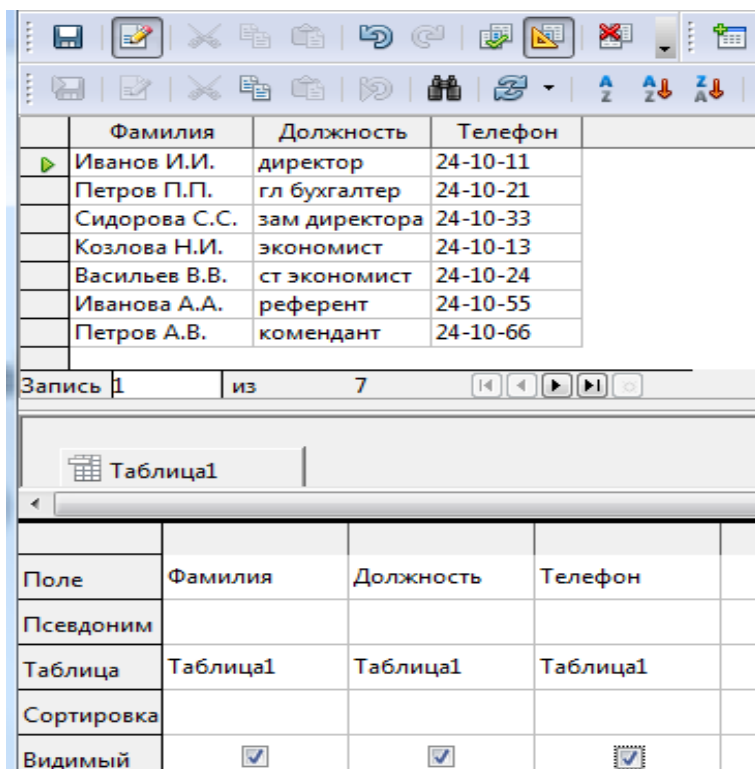 Фамилия Должность Телефон
Иванов И.И. директор 24-10-11
Петров П.П. гл бухгалтер 24-10-21
Сидорова С.С. зам директора 24-10-33
Козлова Н.И. экономист 24-10-13
Васильев В.В. ст экономист 24-10-24
Иванова А.А. референт 24-10-55
Петров А.В. комендант 24-10-66
Запись 1 из 7
Таблица1
Поле Фамилия Должность Телефон
Псевдоним
Таблица Таблица1 Таблица1 Таблица1
Сортировка
Видимый